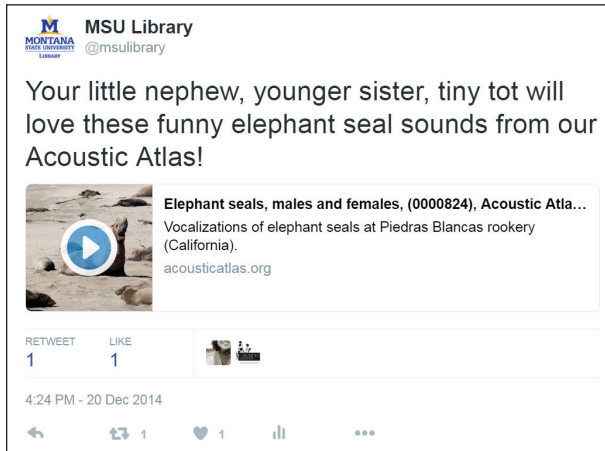 M
MONTANA
STATE UNIVERSITY
LIBRARY
MSU Library
@msulibrary
Your little nephew, younger sister, tiny tot will
love these funny elephant seal sounds from our
Acoustic Atlas!
Elephant seals, males and females, (0000824), Acoustic Atla...
Vocalizations of elephant seals at Piedras Blancas rookery
(California).
acousticatlas.org
RETWEET LIKE
1 1
4:24 PM - 20 Dec 2014
1 1